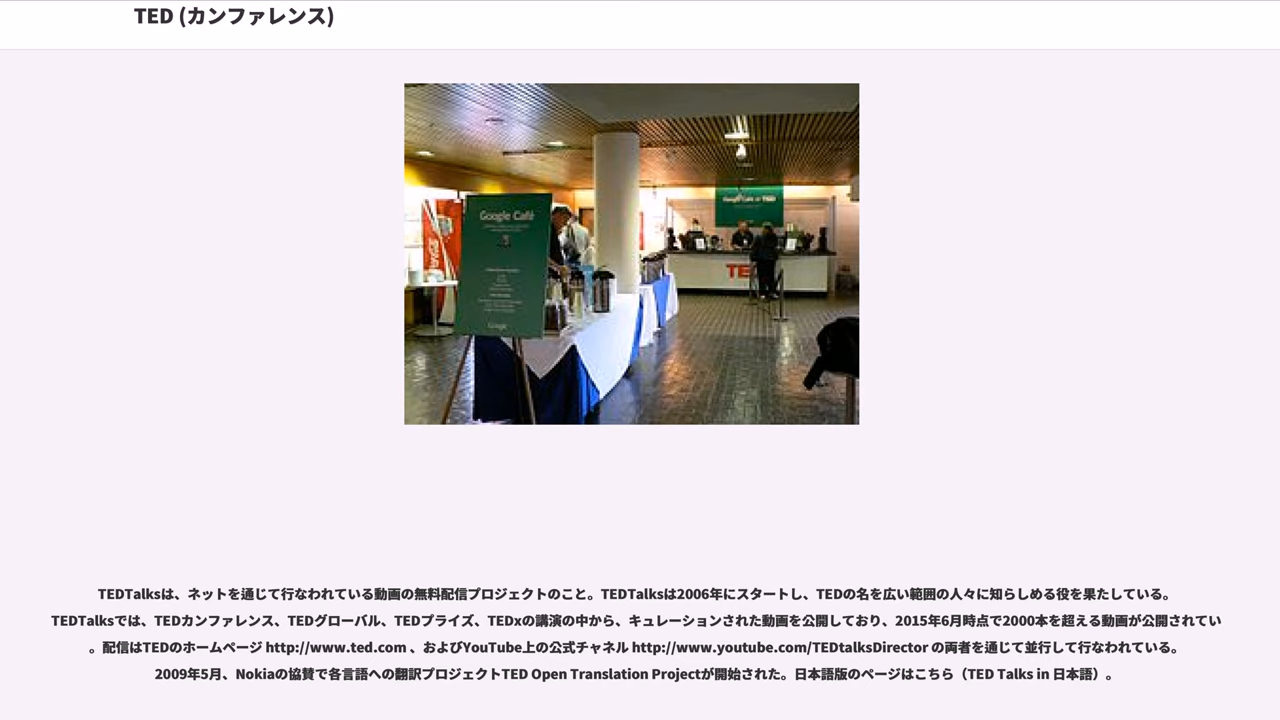 TED (カンファレンス)
Google Café
Google
Google Café at TED
TE
TEDTalksは、ネットを通じて行なわれている動画の無料配信プロジェクトのこと。TEDTalksは2006年にスタートし、TEDの名を広い範囲の人々に知らしめる役を果たしている。
TEDTalksでは、TEDカンファレンス、TEDグローバル、TEDプライズ、TEDxの講演の中から、キュレーションされた動画を公開しており、2015年6月時点で2000本を超える動画が公開されてい
。配信はTEDのホームページ http://www.ted.com 、およびYouTube上の公式チャネル http://www.youtube.com/TEDtalksDirector の両者を通じて並行して行なわれている。
2009年5月、Nokiaの協賛で各言語への翻訳プロジェクトTED Open Translation Projectが開始された。日本語版のページはこちら（TED Talks in 日本語）。